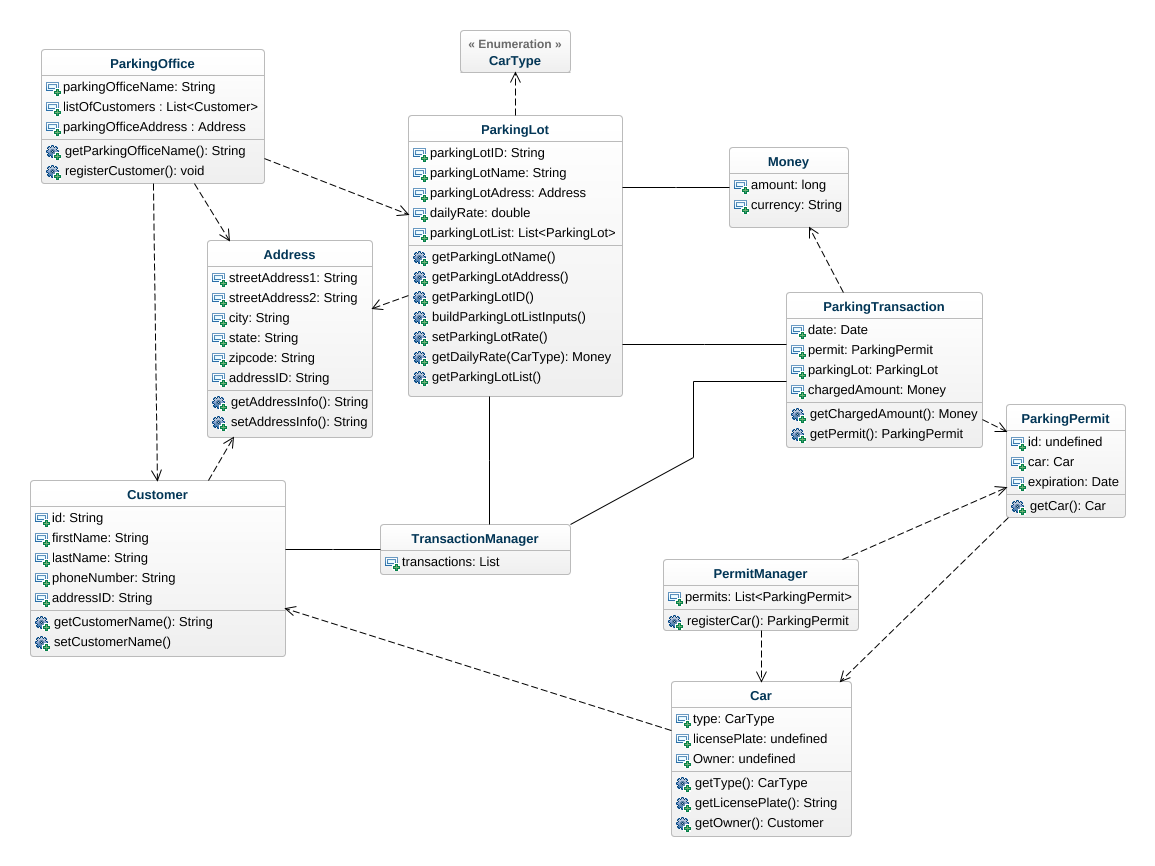 ParkingOffice
parkingOfficeName: String
listOfCustomers : List<Customer>
parkingOfficeAddress : Address
getParkingOfficeName(): String
registerCustomer(): void
« Enumeration »
CarType
ParkingLot
parkingLotID: String
parkingLotName: String
parkingLotAdress: Address
dailyRate: double
parkingLotList: List<ParkingLot>
getParkingLotName()
getParkingLotAddress()
getParkingLotID()
buildParkingLotListInputs()
setParkingLotRate()
getDailyRate(CarType): Money
getParkingLotList()
Money
amount: long
currency: String
Address
streetAddress1: String
streetAddress2: String
city: String
state: String
zipcode: String
addressID: String
getAddressInfo(): String
setAddressInfo(): String
ParkingTransaction
date: Date
permit: ParkingPermit
parkingLot: ParkingLot
chargedAmount: Money
getChargedAmount(): Money
getPermit(): ParkingPermit
ParkingPermit
id: undefined
car: Car
expiration: Date
getCar(): Car
Customer
id: String
firstName: String
lastName: String
phoneNumber: String
addressID: String
getCustomerName(): String
setCustomerName()
TransactionManager
transactions: List
PermitManager
permits: List<ParkingPermit>
registerCar(): ParkingPermit
Car
type: CarType
licensePlate: undefined
Owner: undefined
getType(): CarType
getLicensePlate(): String
getOwner(): Customer